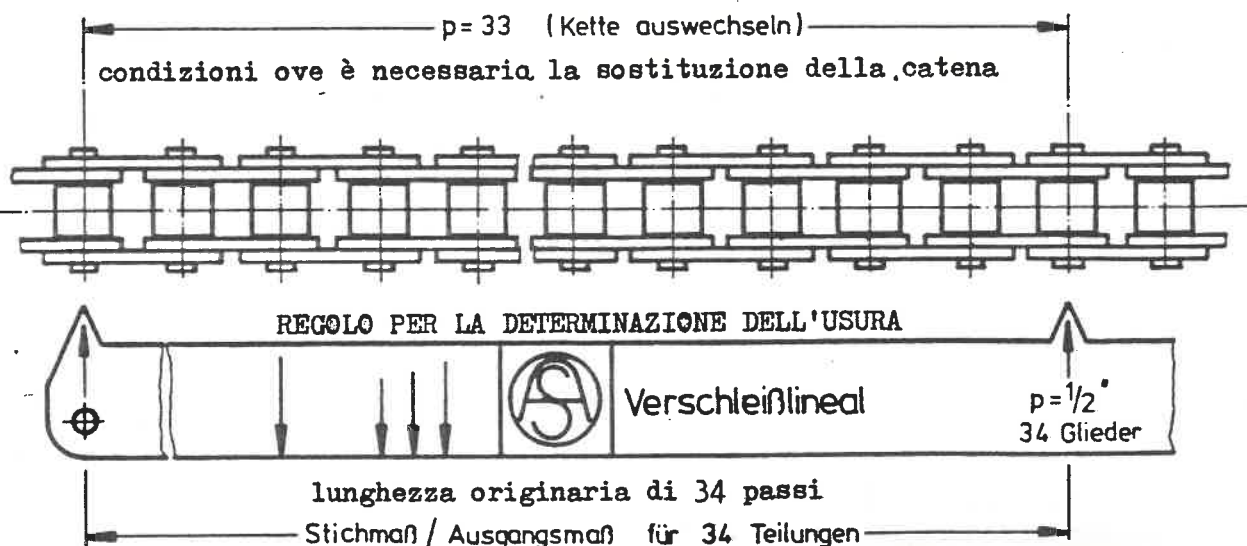 p= 33 (Kette auswechseln)
condizioni ove è necessaria la sostituzione della catena
REGOLO PER LA DETERMINAZIONE DELL'USURA
ASA
Verschleißlineal
p=1/2"
34 Glieder
lunghezza originaria di 34 passi
Stichmaß / Ausgangsmaß für 34 Teilungen